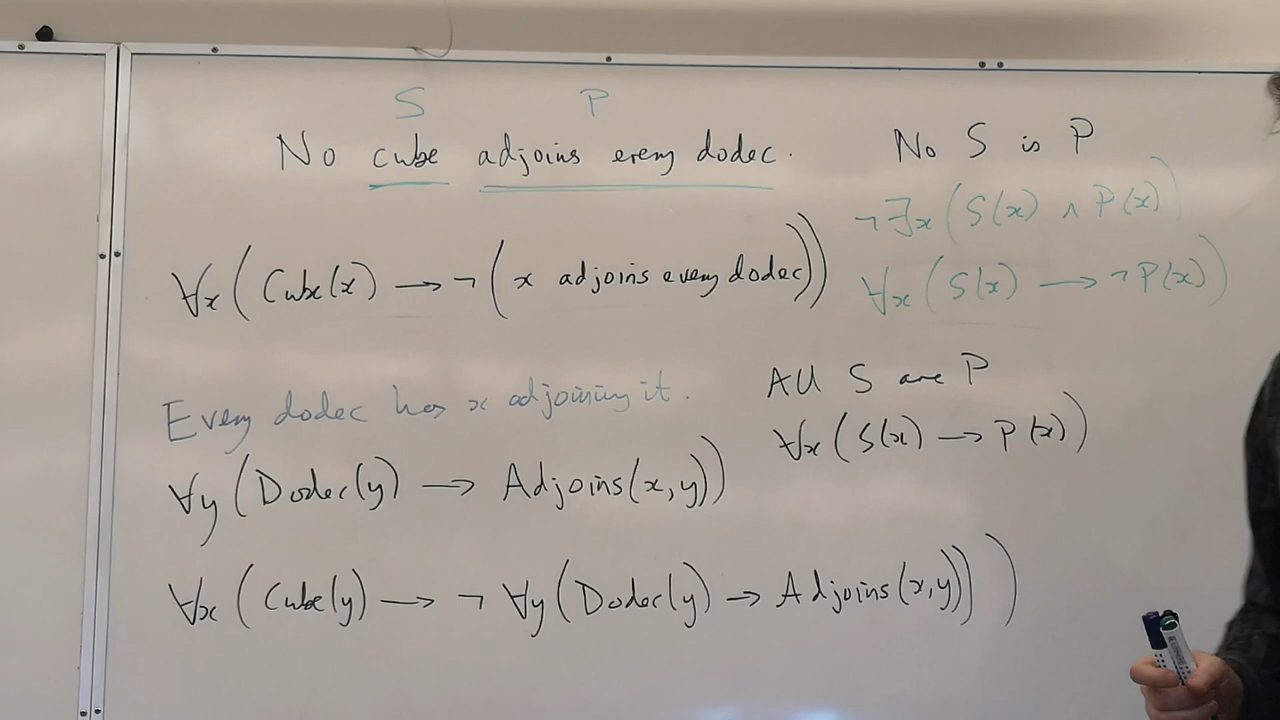 S P
No cube adjoins every dodec.
∀x(Cube(x) → ¬(x adjoins every dodec))
Every dodec has x adjoining it.
∀y(Dodec(y) → Adjoins(x,y))
∀x(Cube(y) → ¬∀y(Dodec(y) → Adjoins(x,y)))
No S is P
¬∃x(S(x) ∧ P(x))
∀x(S(x) → ¬P(x))
All S are P
∀x(S(x) → P(x))